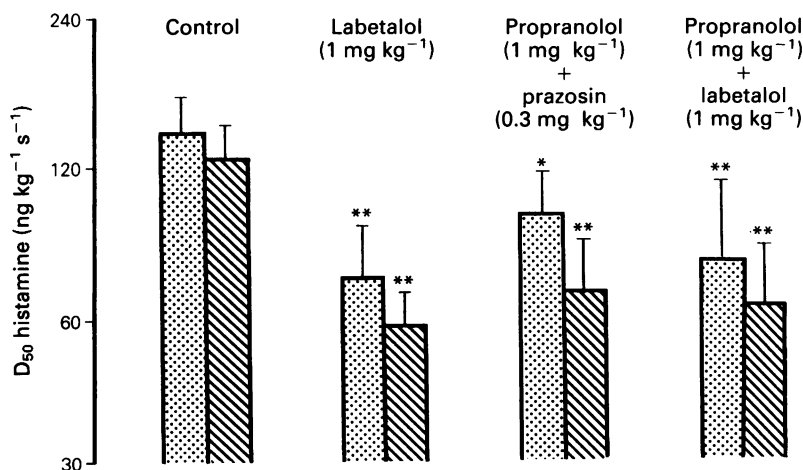 D₅₀ histamine (ng kg⁻¹ s⁻¹)
240
120
60
30
Control
Labetalol
(1 mg kg⁻¹)
Propranolol
(1 mg kg⁻¹)
+
prazosin
(0.3 mg kg⁻¹)
Propranolol
(1 mg kg⁻¹)
+
labetalol
(1 mg kg⁻¹)
**
**
*
**
**
**